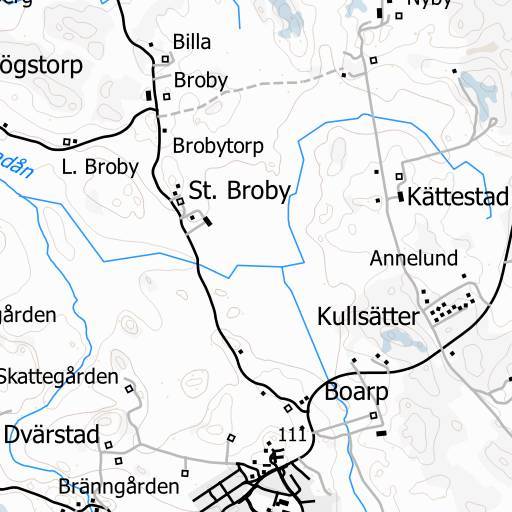 Nyby
Billa
ögstorp
Broby
Brobytorp
L. Broby
St. Broby
Kättestad
Annelund
gården
Kullsätter
Skattegården
Boarp
Dvärstad
111
Bränngården